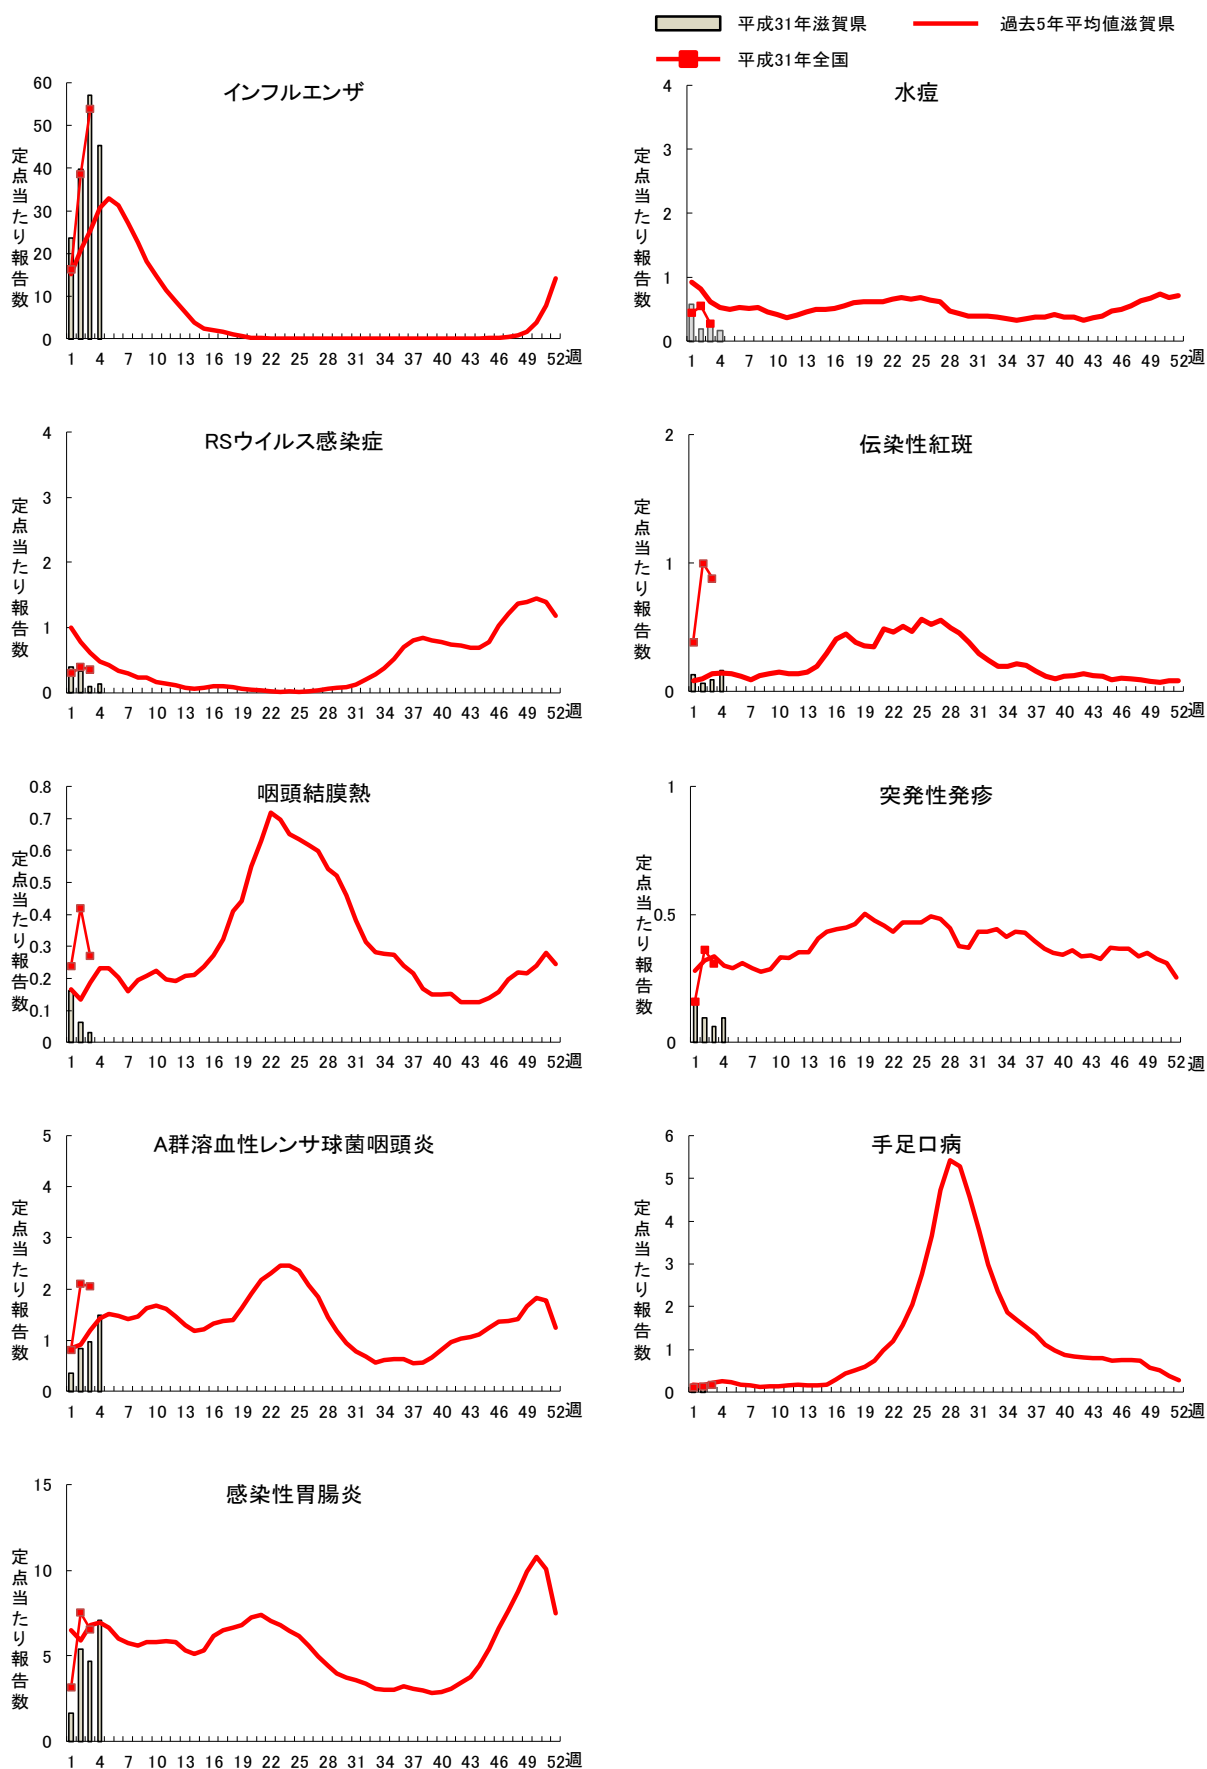 平成31年滋賀県
過去5年平均値滋賀県
平成31年全国
インフルエンザ
定点当たり報告数
60
50
40
30
20
10
0
1 4 7 10 13 16 19 22 25 28 31 34 37 40 43 46 49 52週
水痘
定点当たり報告数
4
3
2
1
0
1 4 7 10 13 16 19 22 25 28 31 34 37 40 43 46 49 52週
RSウイルス感染症
定点当たり報告数
4
3
2
1
0
1 4 7 10 13 16 19 22 25 28 31 34 37 40 43 46 49 52週
伝染性紅斑
定点当たり報告数
2
1
0
1 4 7 10 13 16 19 22 25 28 31 34 37 40 43 46 49 52週
咽頭結膜熱
定点当たり報告数
0.8
0.7
0.6
0.5
0.4
0.3
0.2
0.1
0
1 4 7 10 13 16 19 22 25 28 31 34 37 40 43 46 49 52週
突発性発疹
定点当たり報告数
1
0.5
0
1 4 7 10 13 16 19 22 25 28 31 34 37 40 43 46 49 52週
A群溶血性レンサ球菌咽頭炎
定点当たり報告数
5
4
3
2
1
0
1 4 7 10 13 16 19 22 25 28 31 34 37 40 43 46 49 52週
手足口病
定点当たり報告数
6
5
4
3
2
1
0
1 4 7 10 13 16 19 22 25 28 31 34 37 40 43 46 49 52週
感染性胃腸炎
定点当たり報告数
15
10
5
0
1 4 7 10 13 16 19 22 25 28 31 34 37 40 43 46 49 52週